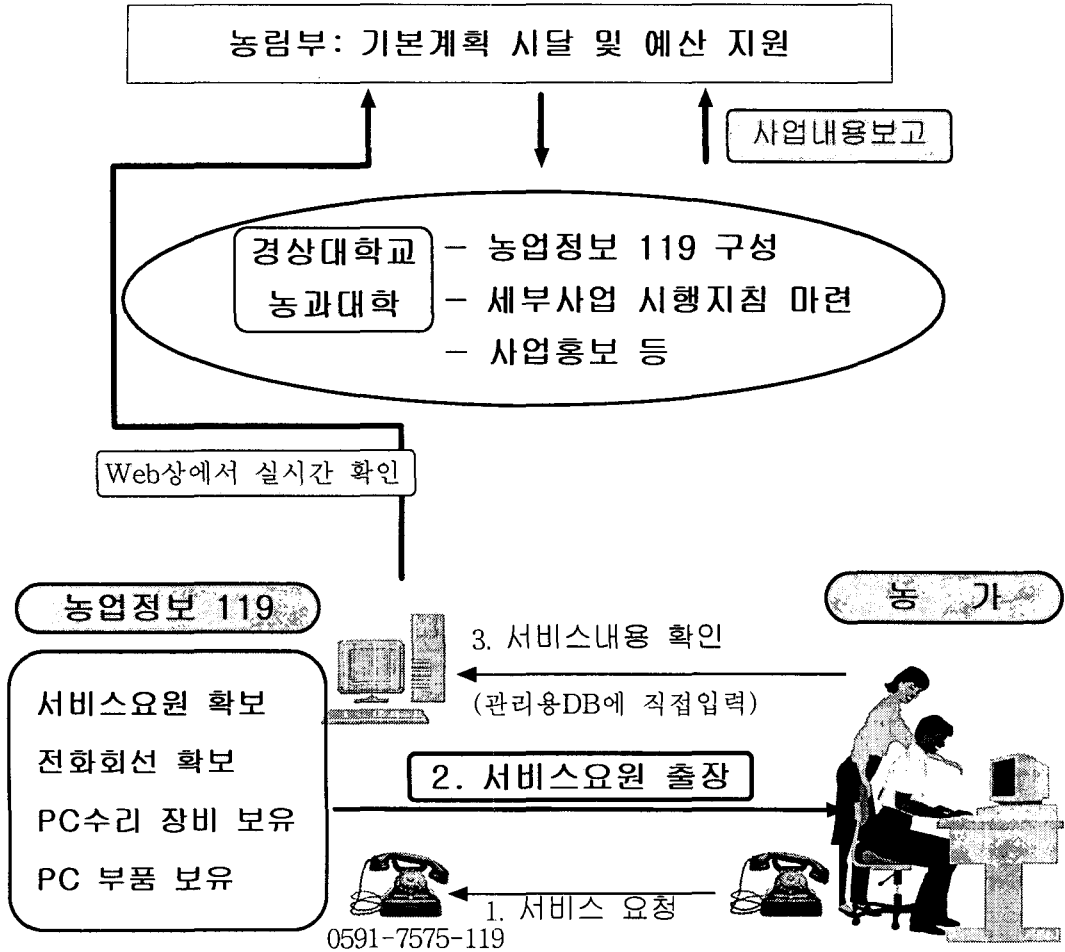 농림부: 기본계획 시달 및 예산 지원
사업내용보고
경상대학교
농과대학
– 농업정보 119 구성
– 세부사업 시행지침 마련
– 사업홍보 등
Web상에서 실시간 확인
농업정보 119
농 가
서비스요원 확보
전화회선 확보
PC수리 장비 보유
PC 부품 보유
3. 서비스내용 확인
(관리용DB에 직접입력)
2. 서비스요원 출장
1. 서비스 요청
0591-7575-119